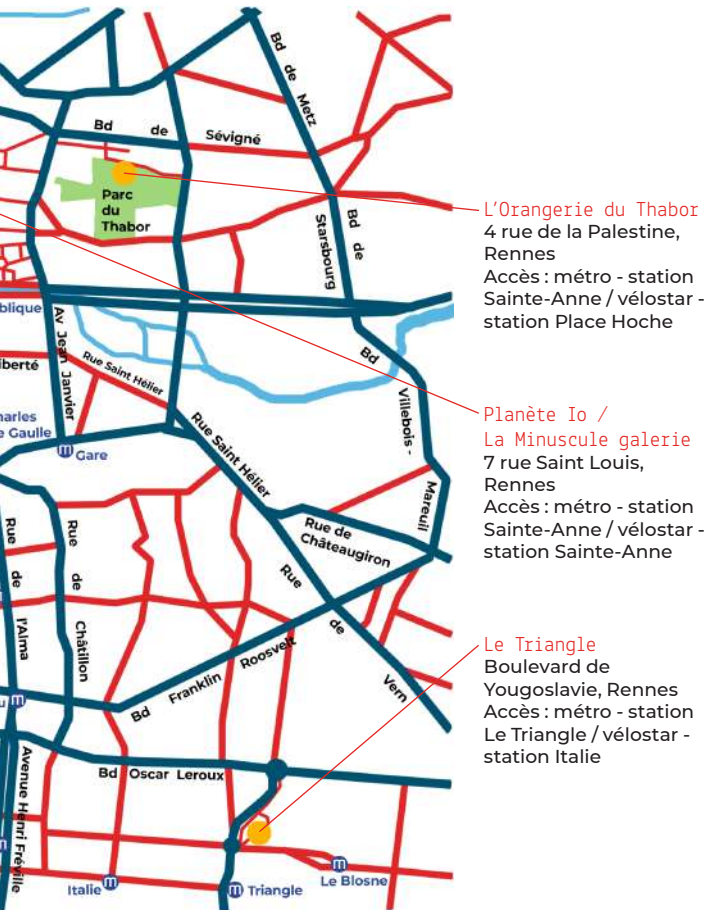 Bd de Metz
Bd de Sévigné
Parc
du
Thabor
Bd de
Starsbourg
blique
Av Jean Janvier
iberté
Rue Saint Hélier
harles
e Gaulle
Gare
Rue Saint Hélier
Bd Villebois - Mareuil
Rue de
Châteaugiron
Rue de l'Alma
Rue de Châtillon
Rue de Vern
Bd Franklin Roosvelt
u
Bd Oscar Leroux
Avenue Henri Fréville
Italie
Triangle
Le Blosne
L'Orangerie du Thabor
4 rue de la Palestine,
Rennes
Accès : métro - station
Sainte-Anne / vélostar -
station Place Hoche
Planète Io /
La Minuscule galerie
7 rue Saint Louis,
Rennes
Accès : métro - station
Sainte-Anne / vélostar -
station Sainte-Anne
Le Triangle
Boulevard de
Yougoslavie, Rennes
Accès : métro - station
Le Triangle / vélostar -
station Italie